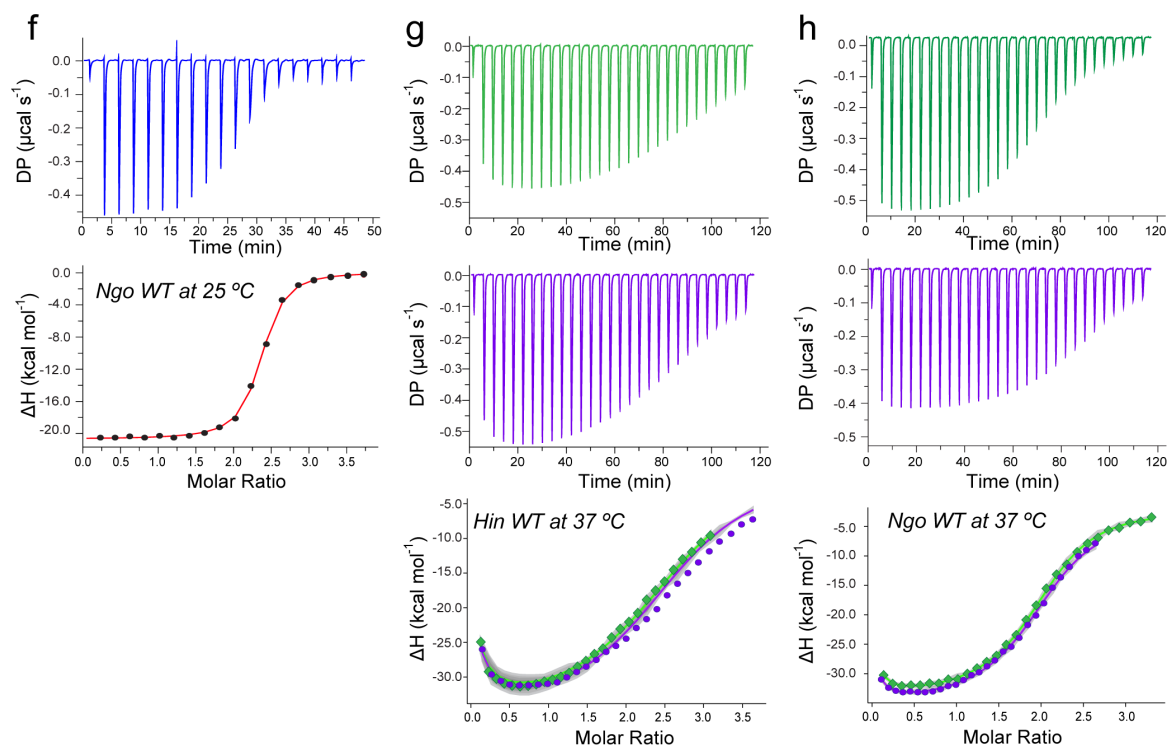 f
0.0
-0.1
-0.2
-0.3
-0.4
DP (µcal s⁻¹)
0 5 10 15 20 25 30 35 40 45 50
Time (min)
0.0
-4.0
-8.0
-12.0
-16.0
-20.0
ΔH (kcal mol⁻¹)
Ngo WT at 25 ºC
0.0 0.5 1.0 1.5 2.0 2.5 3.0 3.5
Molar Ratio
g
0.0
-0.1
-0.2
-0.3
-0.4
-0.5
DP (µcal s⁻¹)
0 20 40 60 80 100 120
Time (min)
0.0
-0.1
-0.2
-0.3
-0.4
-0.5
DP (µcal s⁻¹)
0 20 40 60 80 100 120
Time (min)
-5.0
-10.0
-15.0
-20.0
-25.0
-30.0
ΔH (kcal mol⁻¹)
Hin WT at 37 ºC
0.0 0.5 1.0 1.5 2.0 2.5 3.0 3.5
Molar Ratio
h
0.0
-0.1
-0.2
-0.3
-0.4
-0.5
DP (µcal s⁻¹)
0 20 40 60 80 100 120
Time (min)
0.0
-0.1
-0.2
-0.3
-0.4
-0.5
DP (µcal s⁻¹)
0 20 40 60 80 100 120
Time (min)
-5.0
-10.0
-15.0
-20.0
-25.0
-30.0
ΔH (kcal mol⁻¹)
Ngo WT at 37 ºC
0.0 0.5 1.0 1.5 2.0 2.5 3.0
Molar Ratio